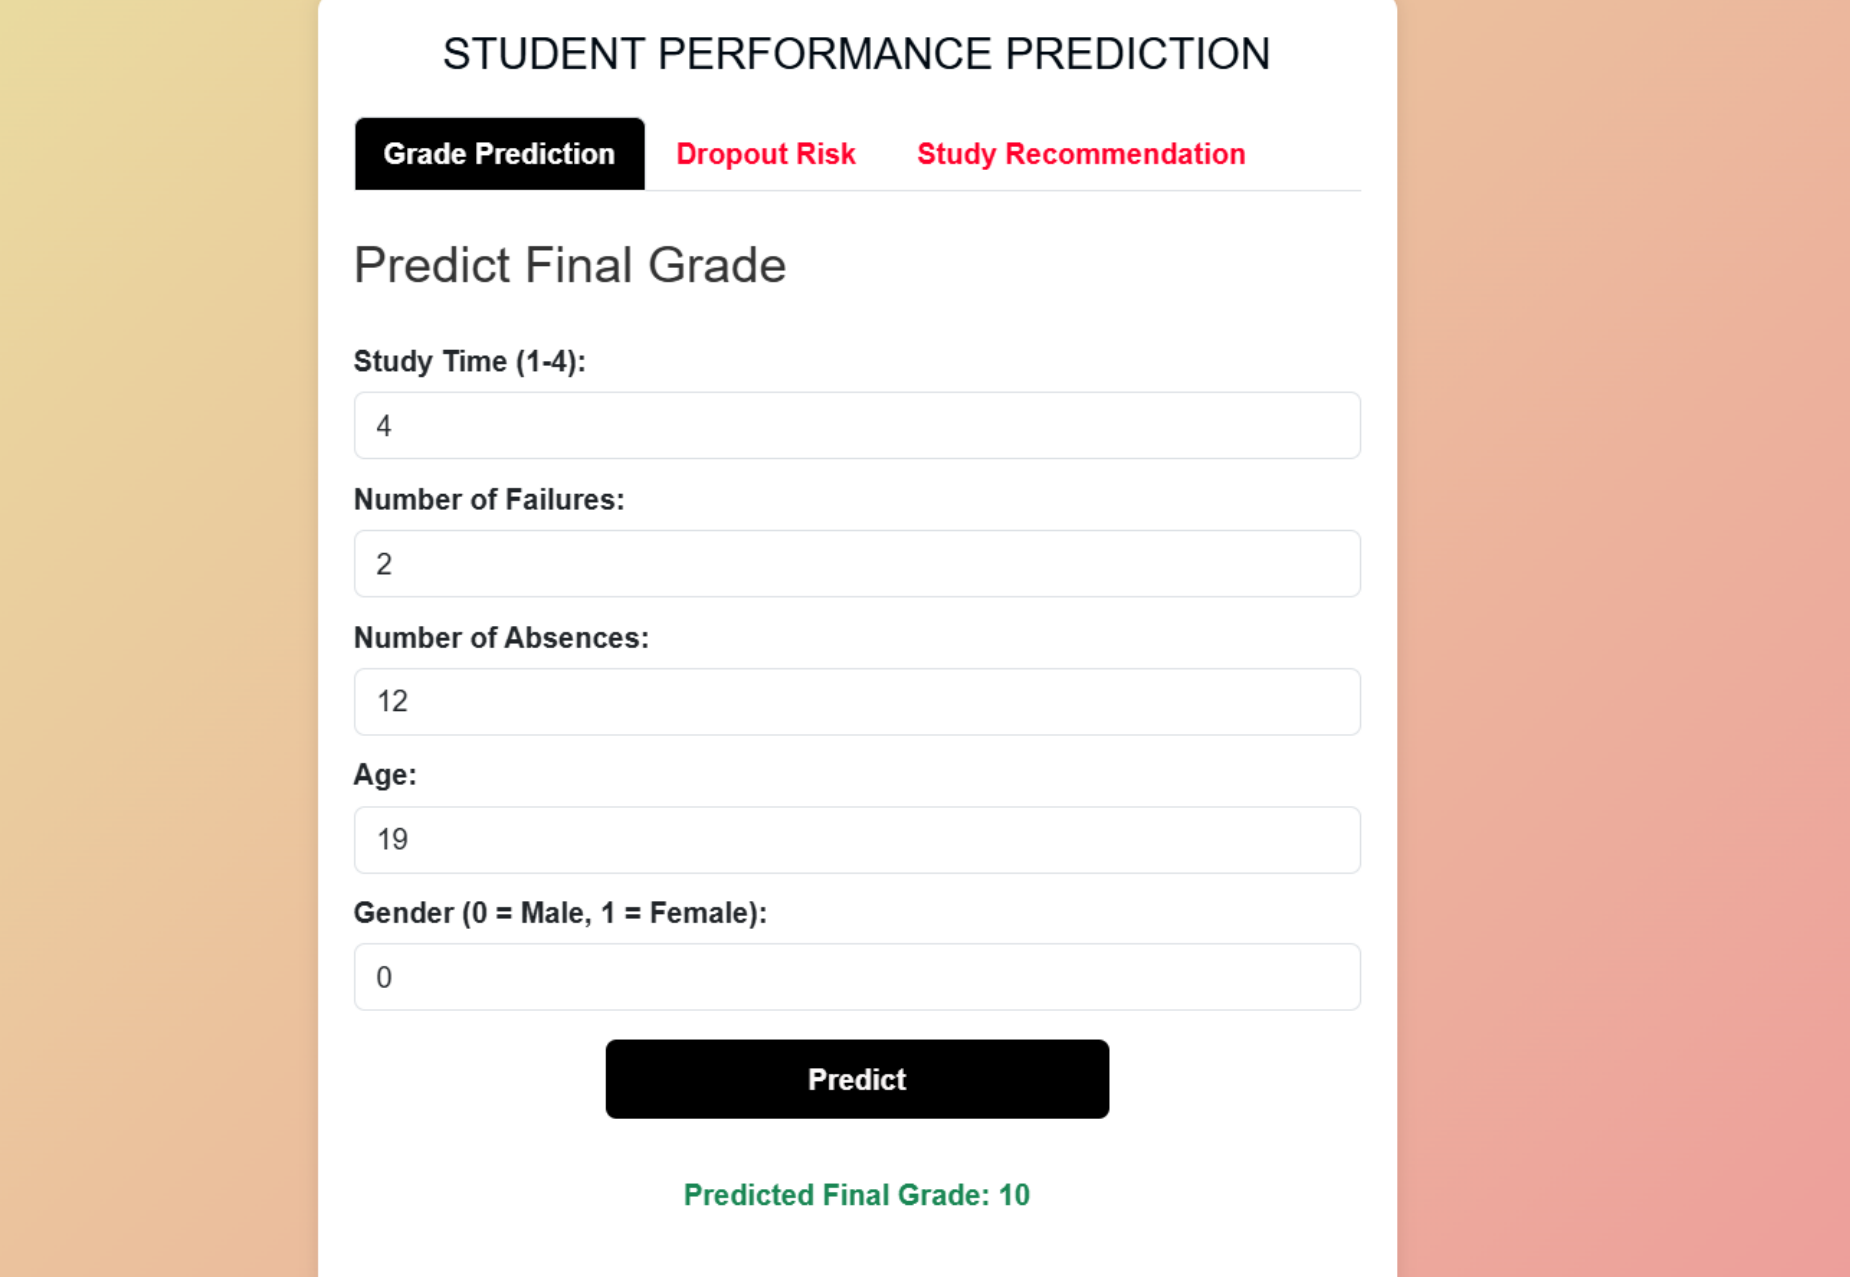 STUDENT PERFORMANCE PREDICTION
Grade Prediction Dropout Risk Study Recommendation
Predict Final Grade
Study Time (1-4):
4
Number of Failures:
2
Number of Absences:
12
Age:
19
Gender (0 = Male, 1 = Female):
0
Predict
Predicted Final Grade: 10